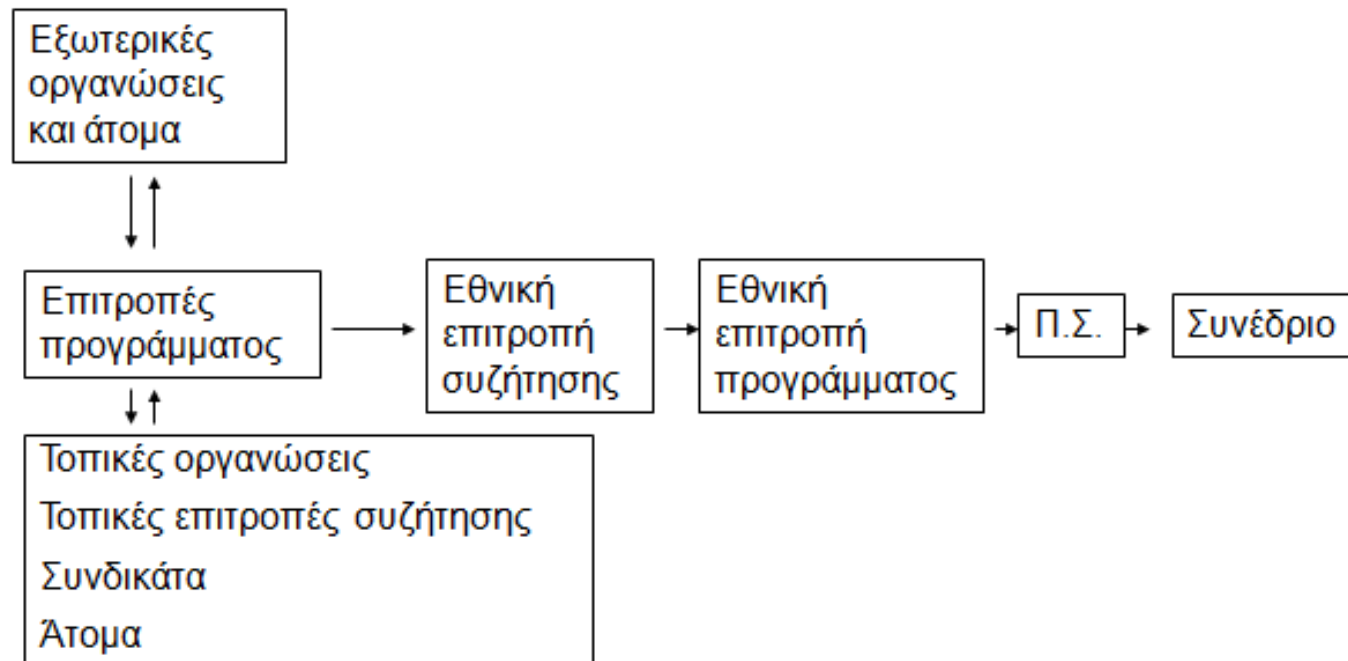 Εξωτερικές
οργανώσεις
και άτομα
Επιτροπές
προγράμματος
Εθνική
επιτροπή
συζήτησης
Εθνική
επιτροπή
προγράμματος
Π.Σ.
Συνέδριο
Τοπικές οργανώσεις
Τοπικές επιτροπές συζήτησης
Συνδικάτα
Άτομα